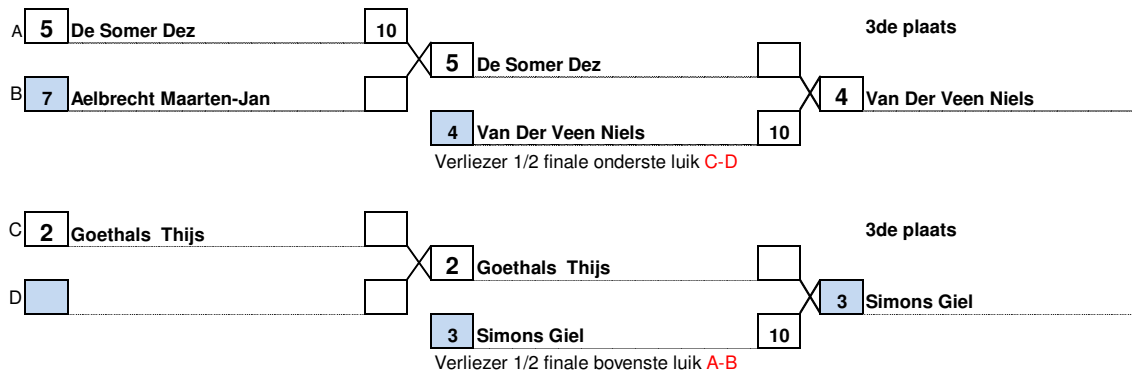 A 5 De Somer Dez 10 3de plaats
5 De Somer Dez
B 7 Aelbrecht Maarten-Jan 4 Van Der Veen Niels
4 Van Der Veen Niels 10
Verliezer 1/2 finale onderste luik C-D
C 2 Goethals Thijs 3de plaats
2 Goethals Thijs
D 3 Simons Giel
3 Simons Giel 10
Verliezer 1/2 finale bovenste luik A-B